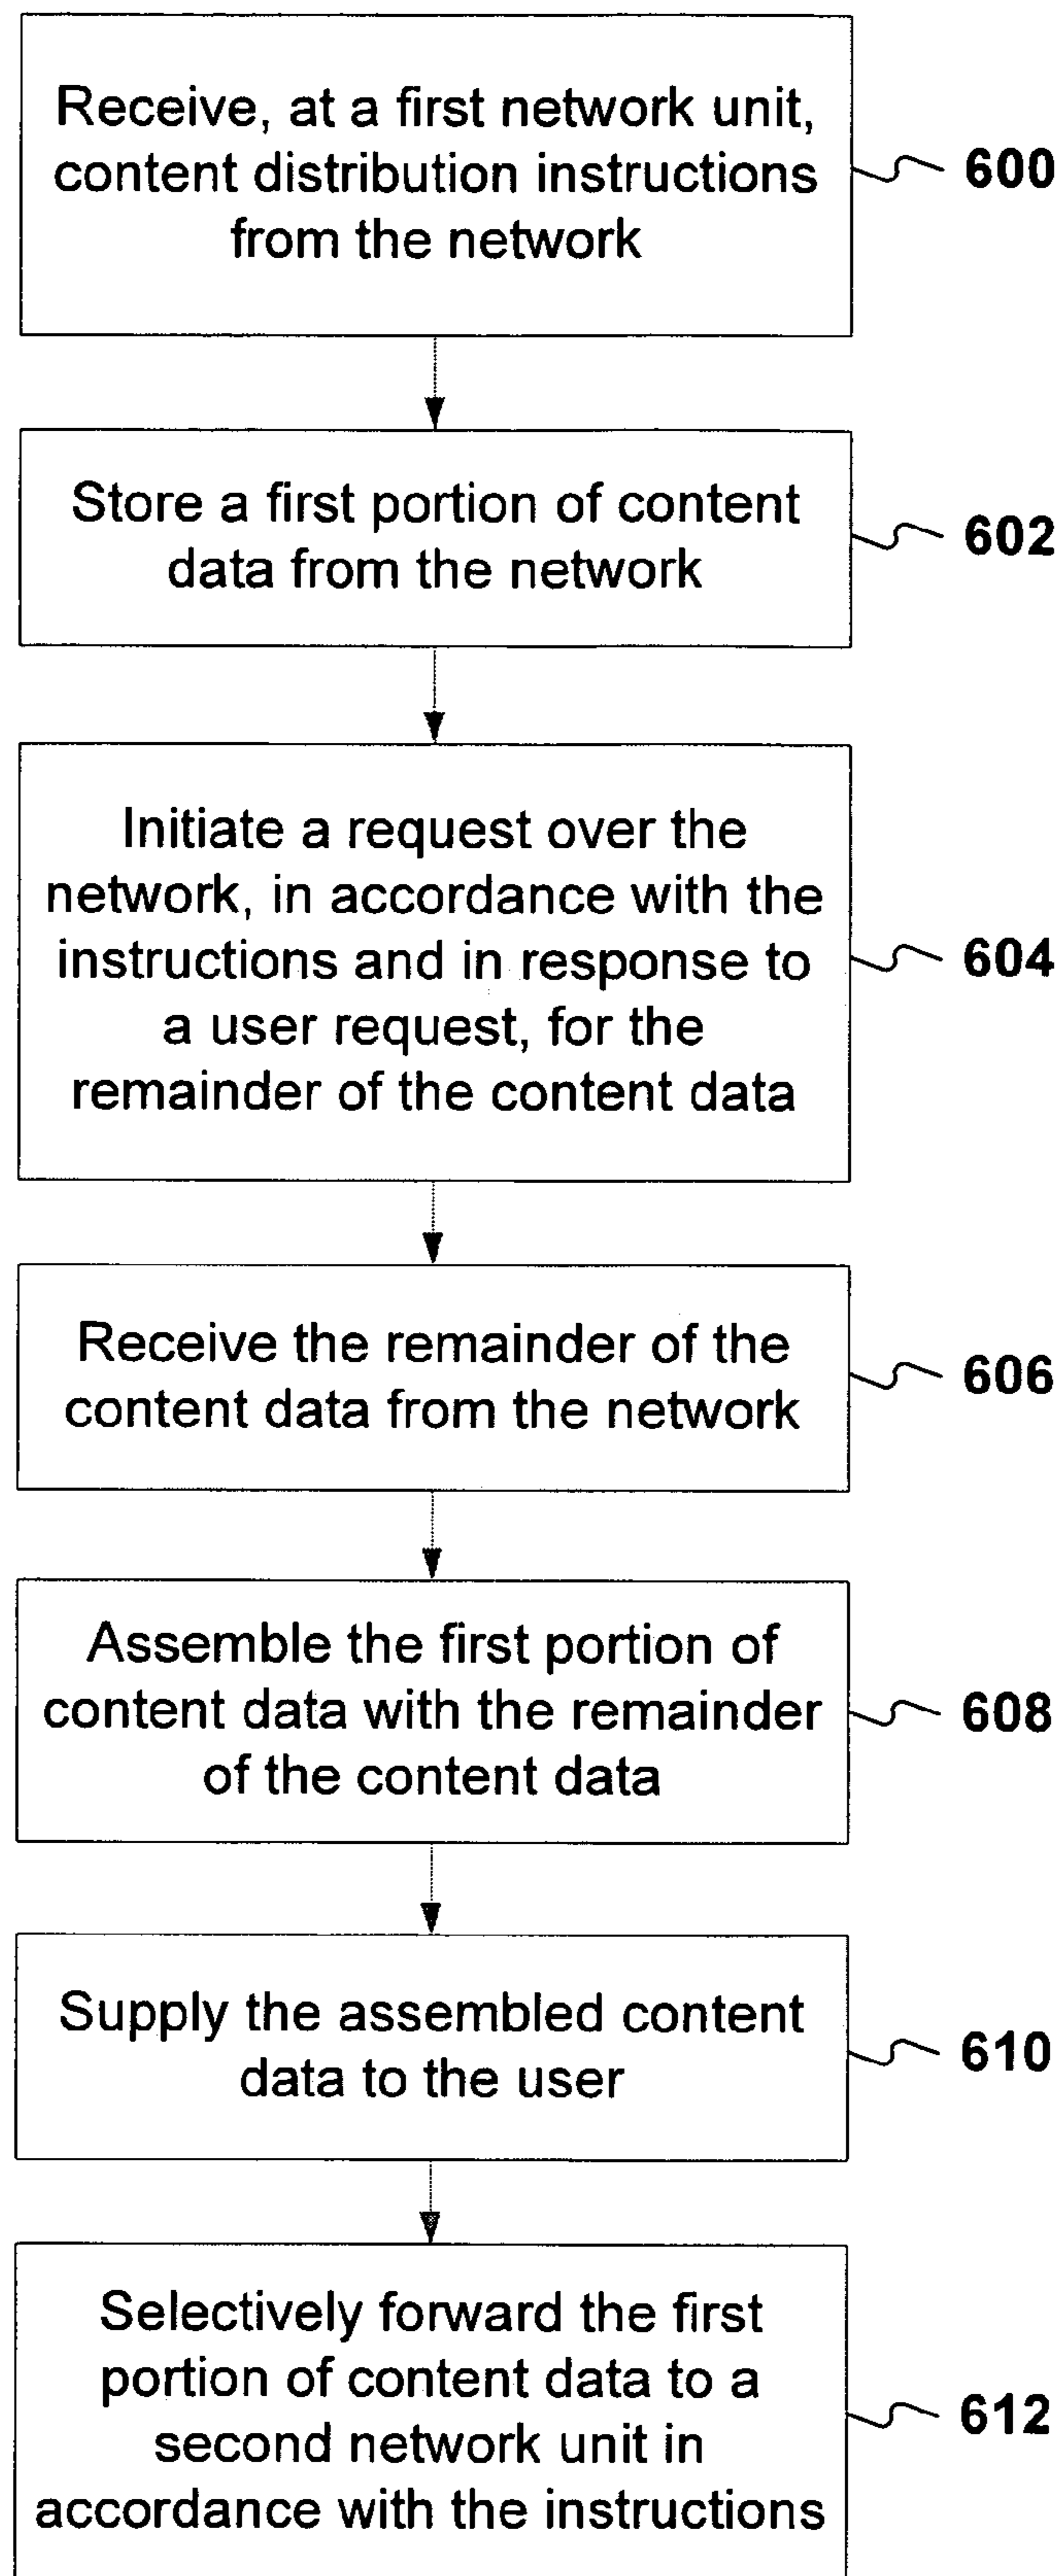 Receive, at a first network unit,
content distribution instructions
from the network
600
Store a first portion of content
data from the network
602
Initiate a request over the
network, in accordance with the
instructions and in response to
a user request, for the
remainder of the content data
604
Receive the remainder of the
content data from the network
606
Assemble the first portion of
content data with the remainder
of the content data
608
Supply the assembled content
data to the user
610
Selectively forward the first
portion of content data to a
second network unit in
accordance with the instructions
612